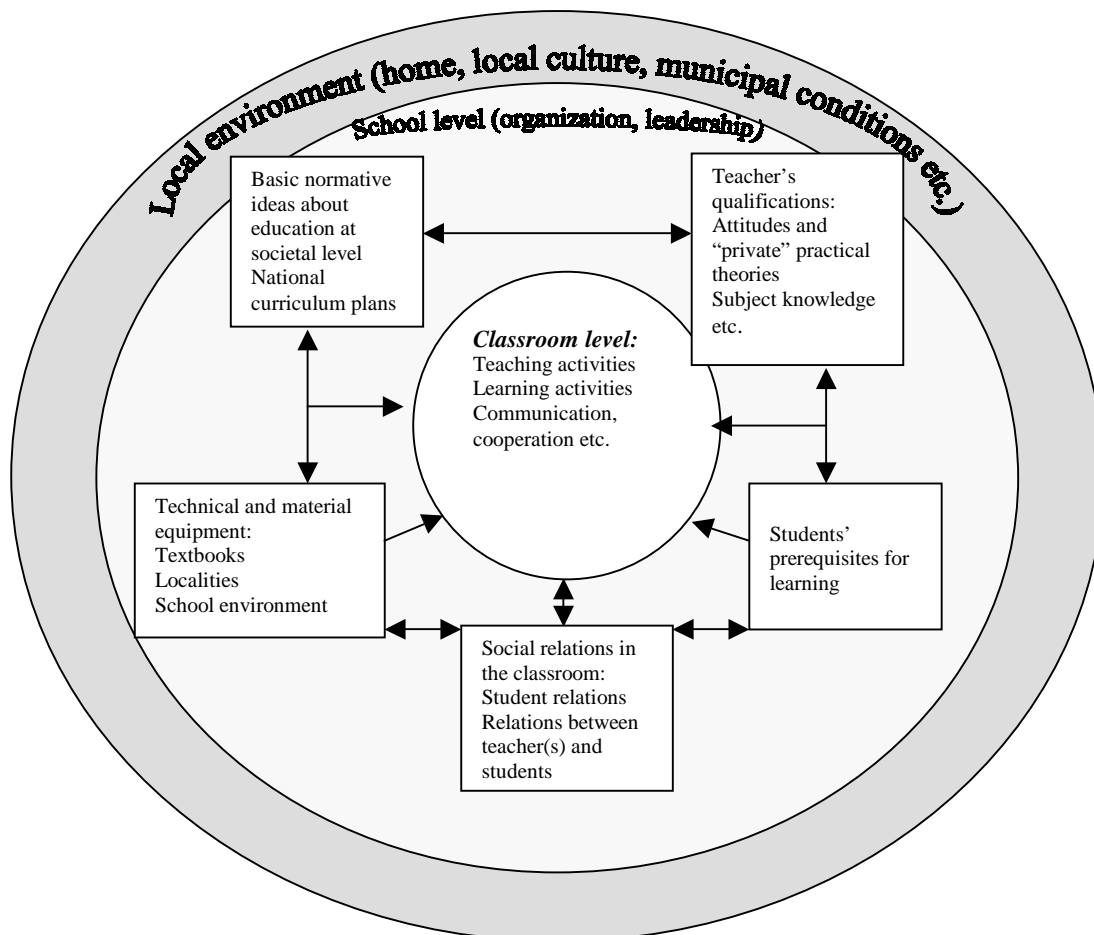 Local environment (home, local culture, municipal conditions etc.)
School level (organization, leadership)
Basic normative
ideas about
education at
societal level
National
curriculum plans
Teacher’s
qualifications:
Attitudes and
“private” practical
theories
Subject knowledge
etc.
Classroom level:
Teaching activities
Learning activities
Communication,
cooperation etc.
Technical and material
equipment:
Textbooks
Localities
School environment
Students’
prerequisites for
learning
Social relations in
the classroom:
Student relations
Relations between
teacher(s) and
students